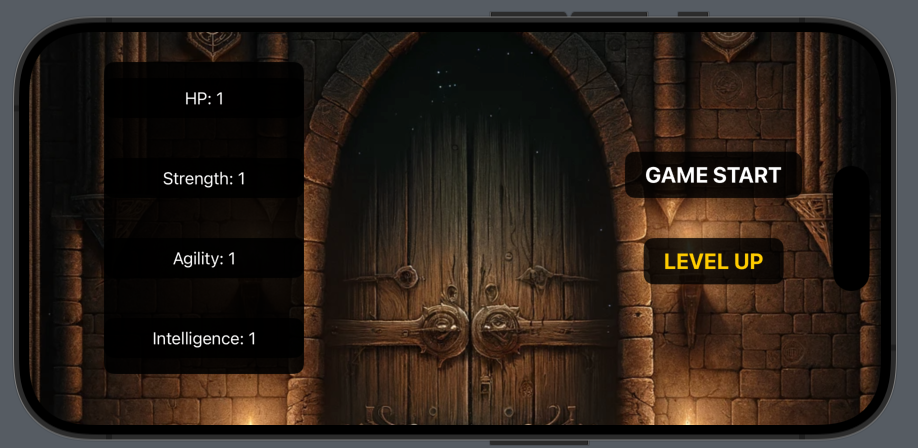 HP: 1
Strength: 1
Agility: 1
Intelligence: 1
GAME START
LEVEL UP